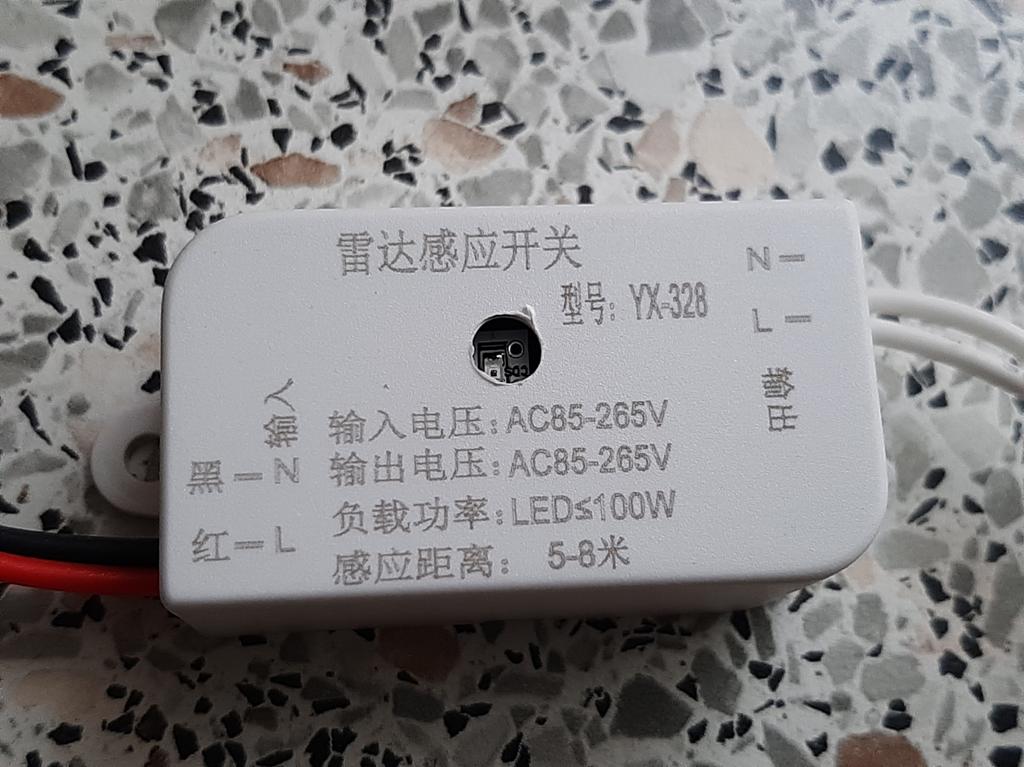 雷达感应开关
型号: YX-328
N
L
输出
输入
黑 N
红 L
输入电压:AC85-265V
输出电压:AC85-265V
负载功率:LED≤100W
感应距离: 5-8米
CDS